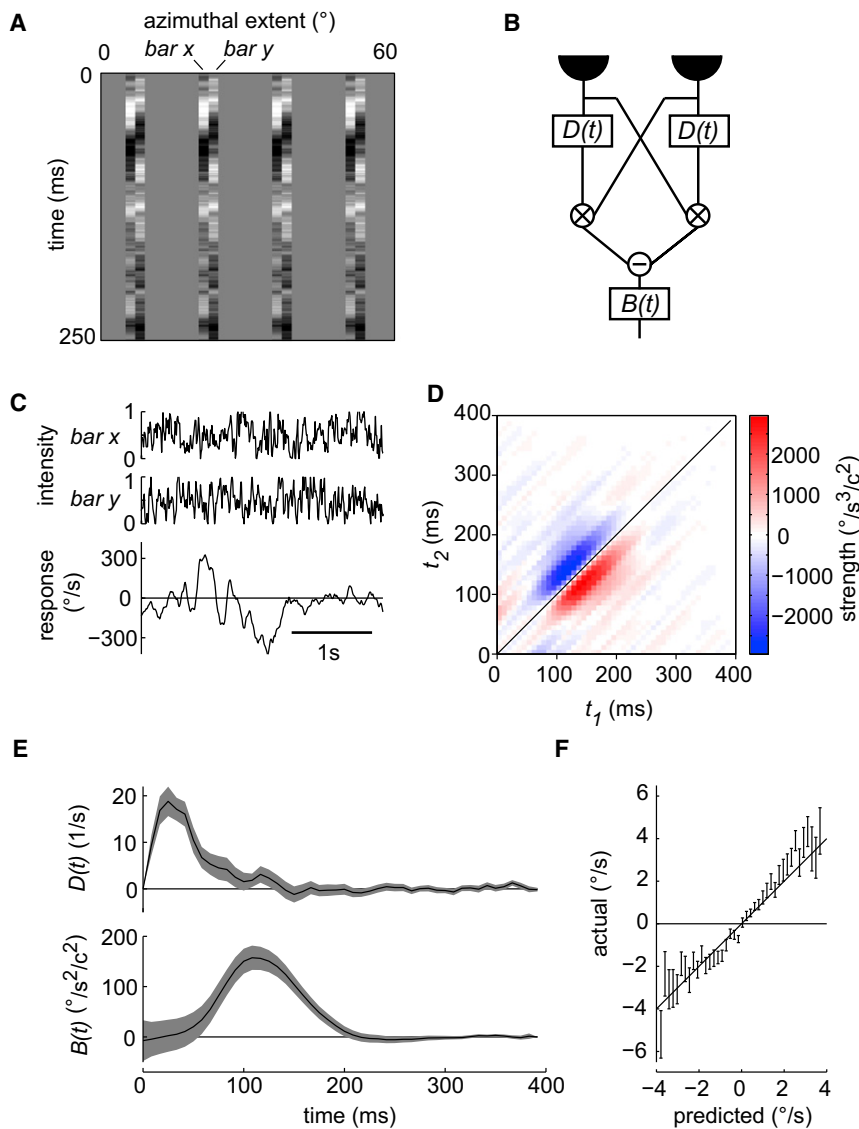 A
azimuthal extent (°)
0 bar x bar y 60
0
time (ms)
250
B
D(t) D(t)
B(t)
C
intensity
bar x
1
0
bar y
1
0
response (°/s)
300
0
−300
1s
D
t2 (ms)
400
300
200
100
0
0 100 200 300 400
t1 (ms)
2000
1000
0
−1000
−2000
strength (°/s³/c²)
E
D(t) (1/s)
20
10
0
B(t) (°/s²/c²)
200
100
0
0 100 200 300 400
time (ms)
F
actual (°/s)
6
4
2
0
−2
−4
−6
−4 −2 0 2 4
predicted (°/s)